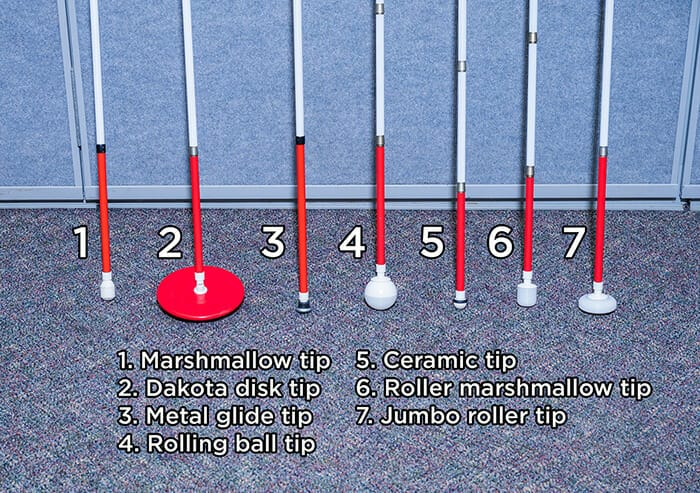 1 2 3 4 5 6 7
1. Marshmallow tip
2. Dakota disk tip
3. Metal glide tip
4. Rolling ball tip
5. Ceramic tip
6. Roller marshmallow tip
7. Jumbo roller tip